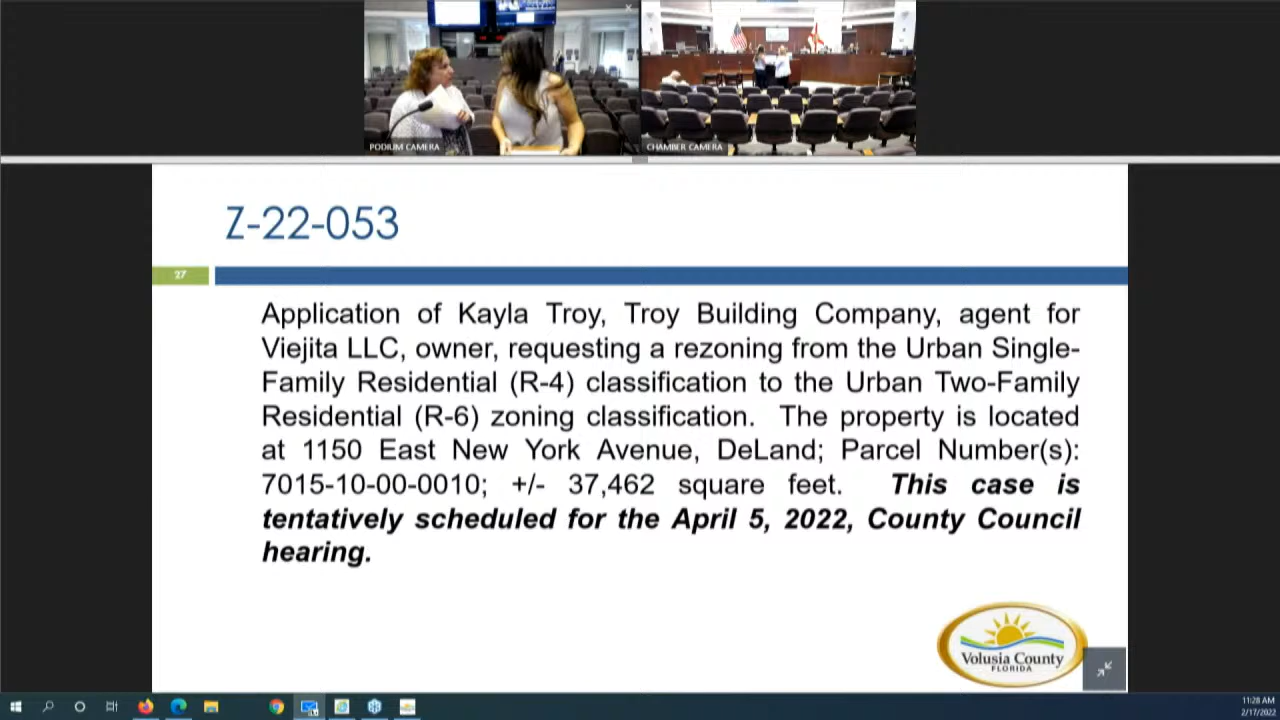 PODIUM CAMERA
CHAMBER CAMERA
Z-22-053
27
Application of Kayla Troy, Troy Building Company, agent for
Viejita LLC, owner, requesting a rezoning from the Urban Single-
Family Residential (R-4) classification to the Urban Two-Family
Residential (R-6) zoning classification. The property is located
at 1150 East New York Avenue, DeLand; Parcel Number(s):
7015-10-00-0010; +/- 37,462 square feet. This case is
tentatively scheduled for the April 5, 2022, County Council
hearing.
Volusia County
FLORIDA
11:28 AM
2/17/2022